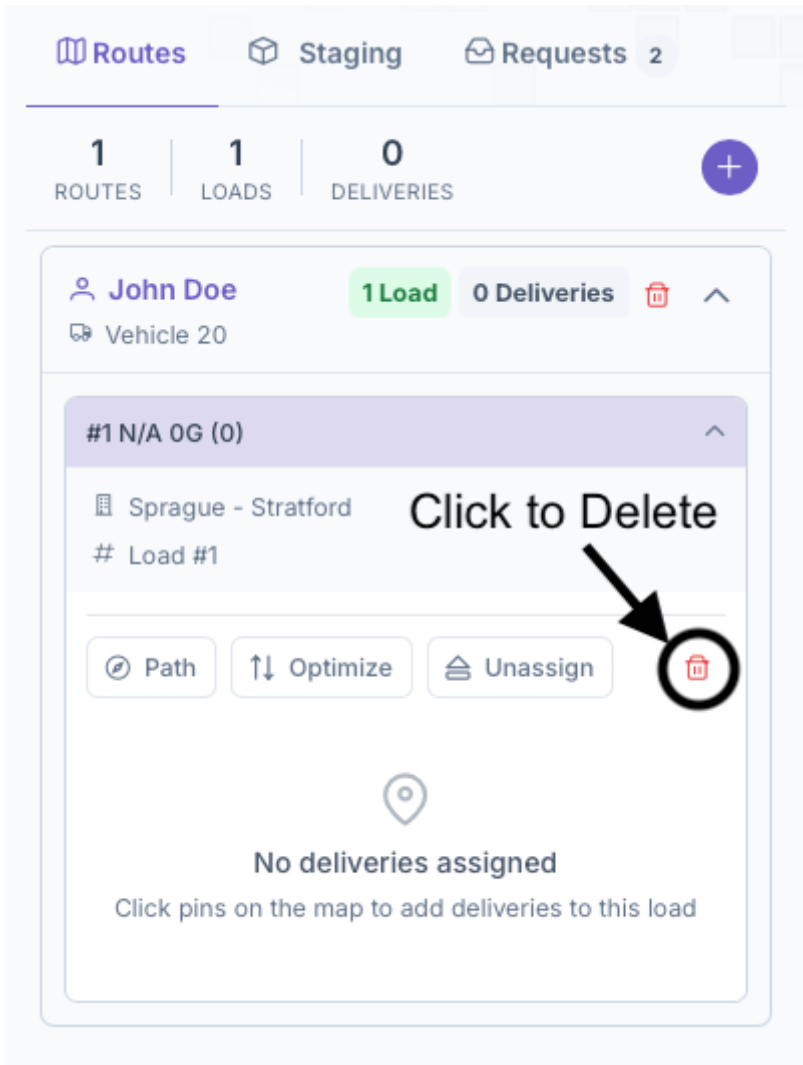 Routes Staging Requests 2
1 1 0
ROUTES LOADS DELIVERIES
John Doe 1 Load 0 Deliveries
Vehicle 20
#1 N/A 0G (0)
Sprague - Stratford
Click to Delete
# Load #1
Path Optimize Unassign
No deliveries assigned
Click pins on the map to add deliveries to this load